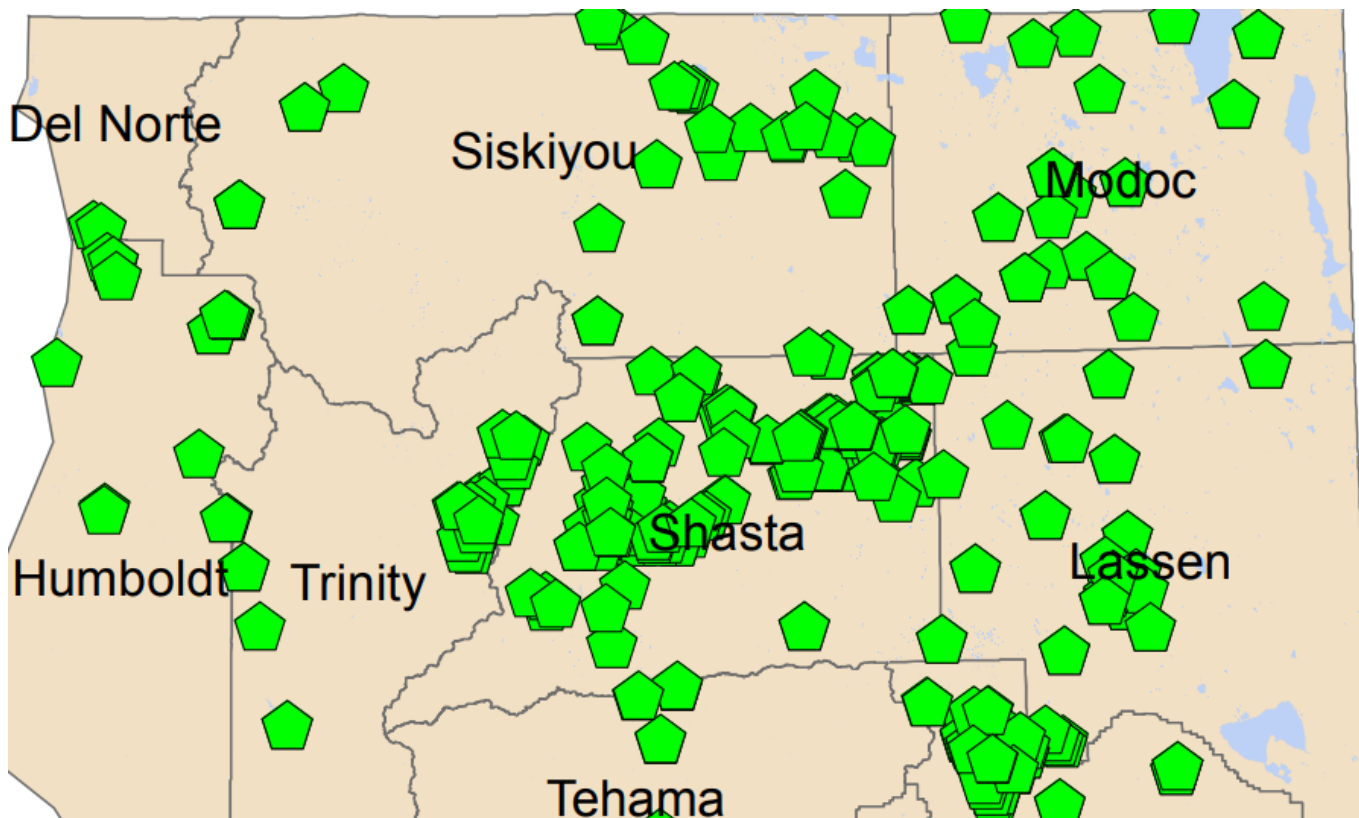 Del Norte
Siskiyou
Modoc
Shasta
Lassen
Humboldt
Trinity
Tehama